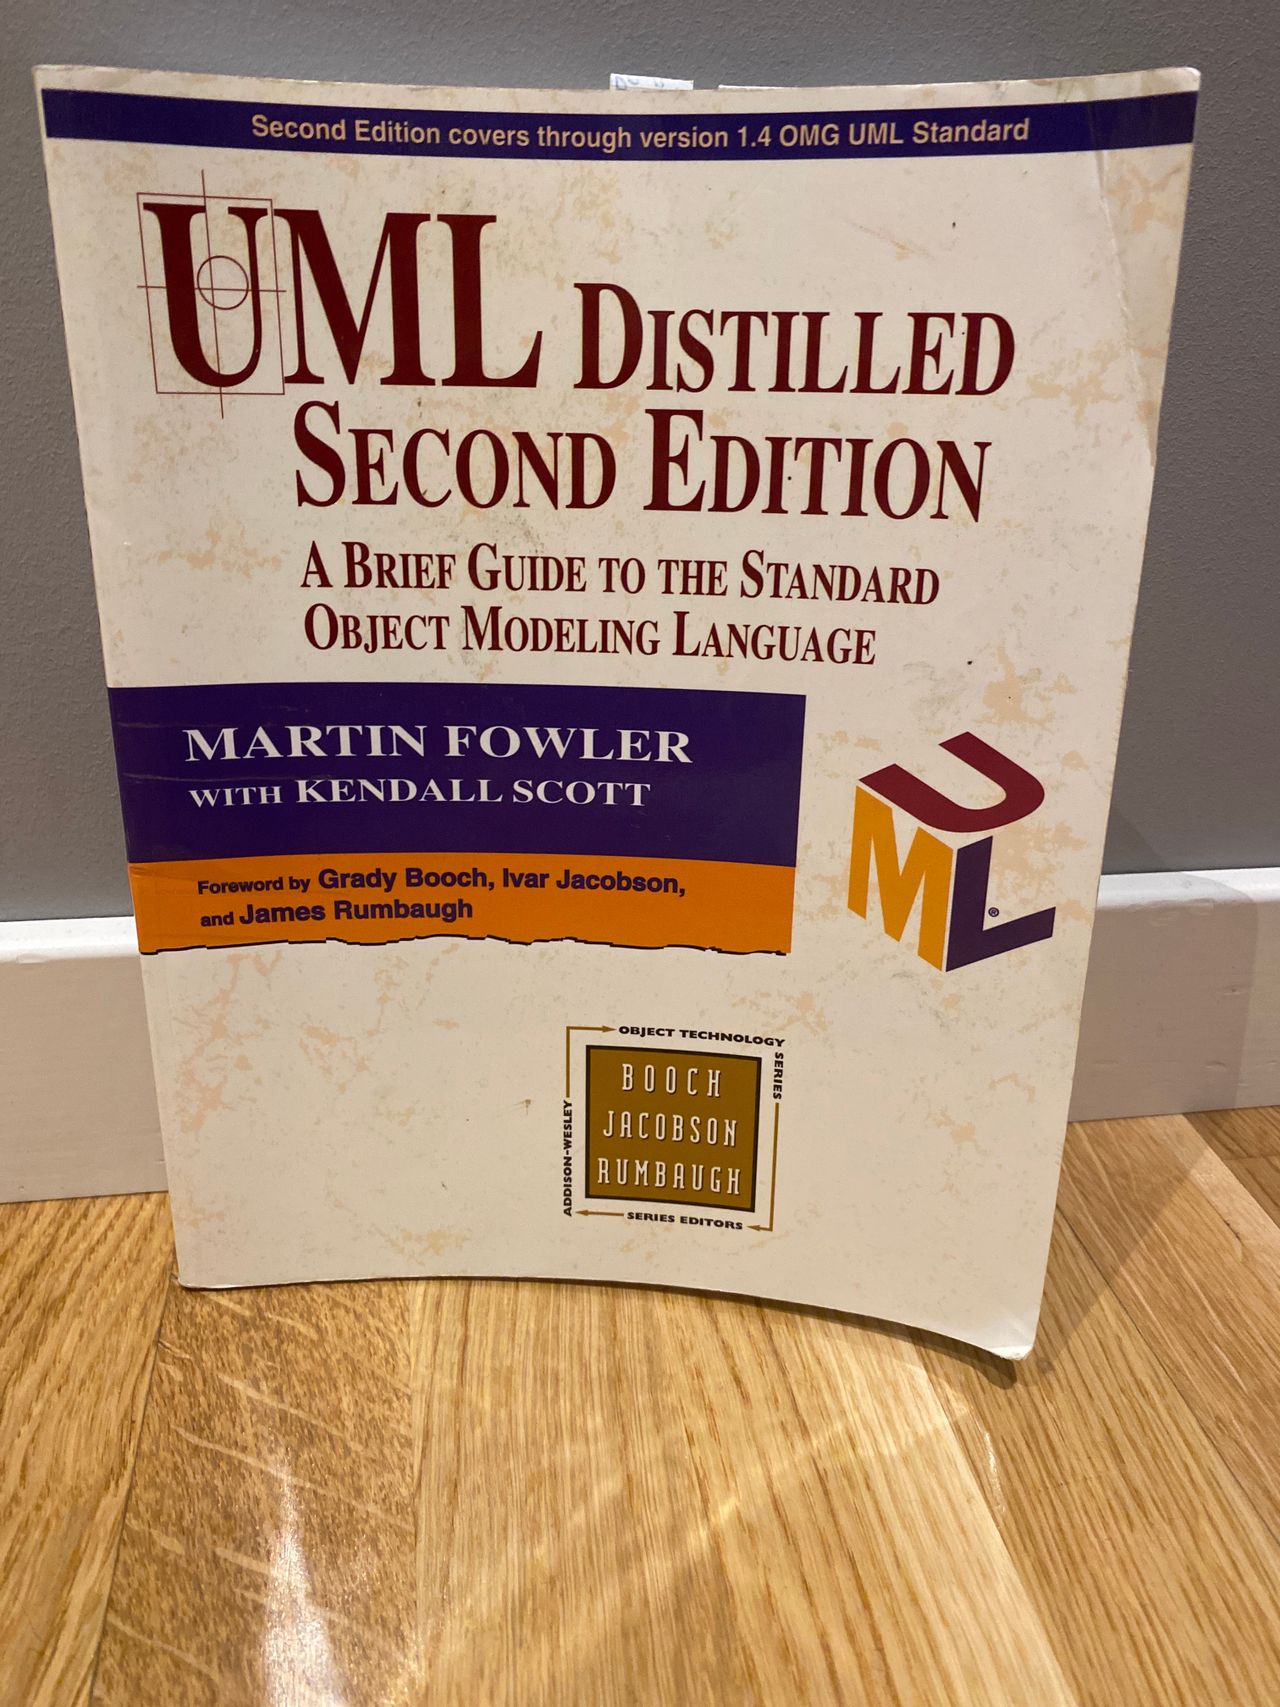 Second Edition covers through version 1.4 OMG UML Standard
UML DISTILLED
SECOND EDITION
A BRIEF GUIDE TO THE STANDARD
OBJECT MODELING LANGUAGE
MARTIN FOWLER
WITH KENDALL SCOTT
Foreword by Grady Booch, Ivar Jacobson,
and James Rumbaugh
UML®
OBJECT TECHNOLOGY
SERIES
BOOCH
JACOBSON
RUMBAUGH
ADDISON-WESLEY
SERIES EDITORS